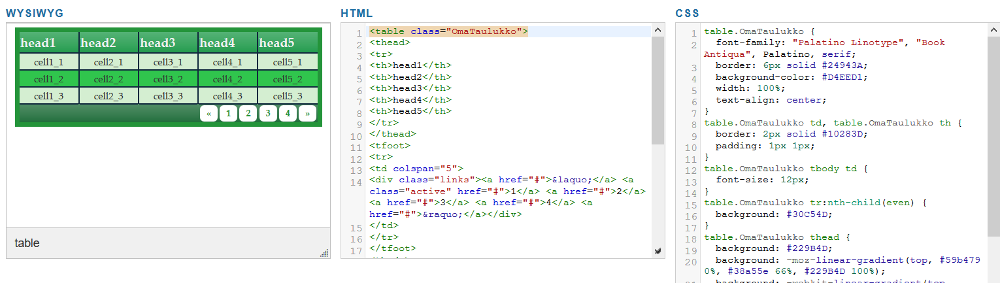 WYSIWYG
head1 head2 head3 head4 head5
cell1_1 cell2_1 cell3_1 cell4_1 cell5_1
cell1_2 cell2_2 cell3_2 cell4_2 cell5_2
cell1_3 cell2_3 cell3_3 cell4_3 cell5_3
« 1 2 3 4 »
table
HTML
1 <table class="OmaTaulukko">
2 <thead>
3 <tr>
4 <th>head1</th>
5 <th>head2</th>
6 <th>head3</th>
7 <th>head4</th>
8 <th>head5</th>
9 </tr>
10 </thead>
11 <tfoot>
12 <tr>
13 <td colspan="5">
14 <div class="links"><a href="#">&laquo;</a> <a
class="active" href="#">1</a> <a href="#">2</a>
<a href="#">3</a> <a href="#">4</a> <a
href="#">&raquo;</a></div>
15 </td>
16 </tr>
17 </tfoot>
CSS
1 table.OmaTaulukko {
2 font-family: "Palatino Linotype", "Book
Antiqua", Palatino, serif;
3 border: 6px solid #24943A;
4 background-color: #D4EED1;
5 width: 100%;
6 text-align: center;
7 }
8 table.OmaTaulukko td, table.OmaTaulukko th {
9 border: 2px solid #10283D;
10 padding: 1px 1px;
11 }
12 table.OmaTaulukko tbody td {
13 font-size: 12px;
14 }
15 table.OmaTaulukko tr:nth-child(even) {
16 background: #30C54D;
17 }
18 table.OmaTaulukko thead {
19 background: #229B4D;
20 background: -moz-linear-gradient(top, #59b479
0%, #38a55e 66%, #229B4D 100%);
background: -webkit-linear-gradient(top,